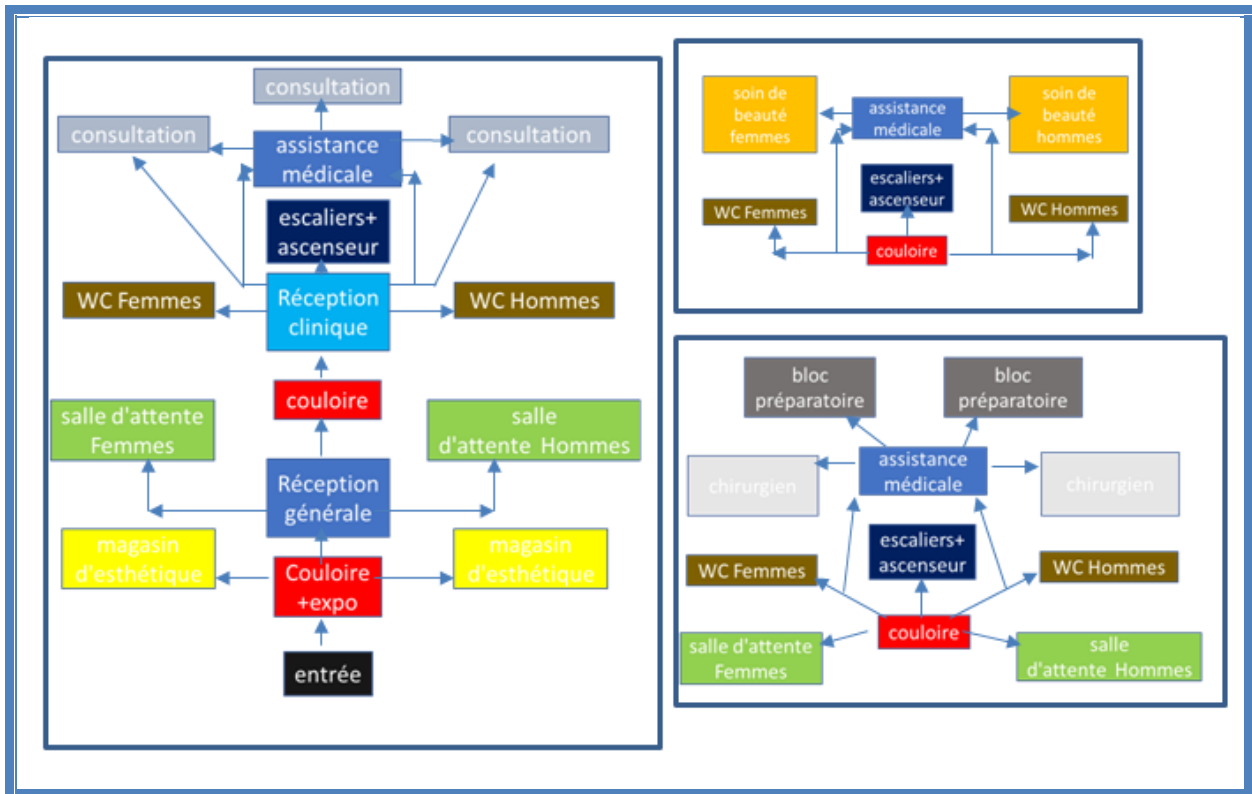 consultation
consultation
consultation
assistance
médicale
escaliers+
ascenseur
WC Femmes
Réception
clinique
WC Hommes
couloire
salle d'attente
Femmes
salle
d'attente Hommes
Réception
générale
magasin
d'esthétique
magasin
d'esthétique
Couloire
+expo
entrée
soin de
beauté
femmes
assistance
médicale
soin de
beauté
hommes
escaliers+
ascenseur
WC Femmes
WC Hommes
couloire
bloc
préparatoire
bloc
préparatoire
assistance
médicale
chirurgien
chirurgien
escaliers+
ascenseur
WC Femmes
WC Hommes
couloire
salle d'attente
Femmes
salle
d'attente Hommes